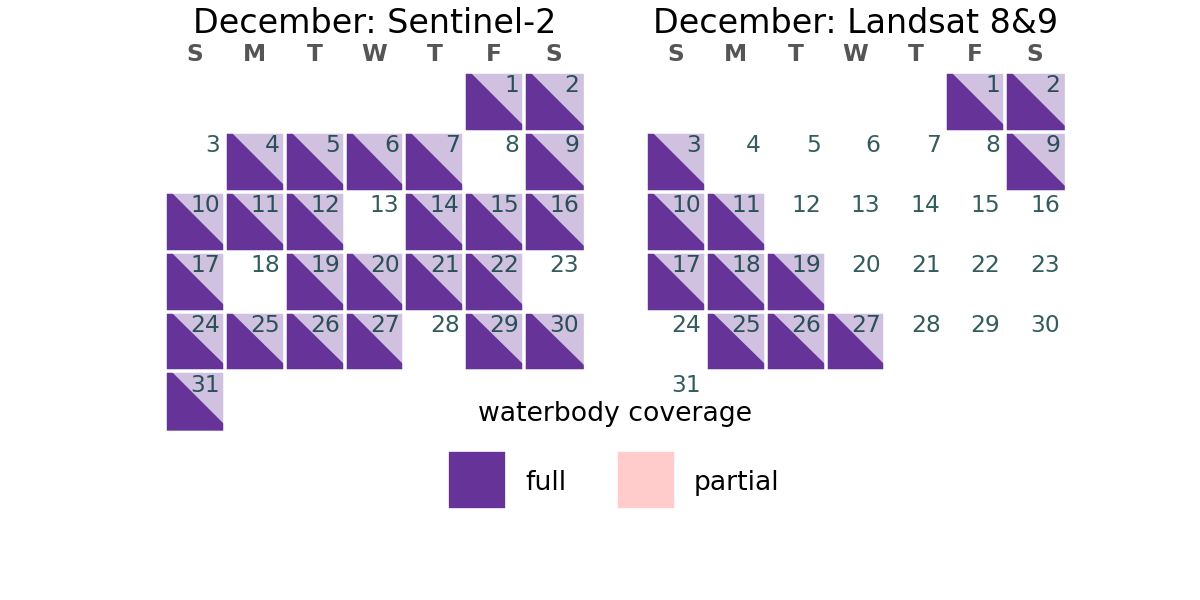 December: Sentinel-2
S M T W T F S
1 2
3 4 5 6 7 8 9
10 11 12 13 14 15 16
17 18 19 20 21 22 23
24 25 26 27 28 29 30
31
December: Landsat 8&9
S M T W T F S
1 2
3 4 5 6 7 8 9
10 11 12 13 14 15 16
17 18 19 20 21 22 23
24 25 26 27 28 29 30
31
waterbody coverage
full partial